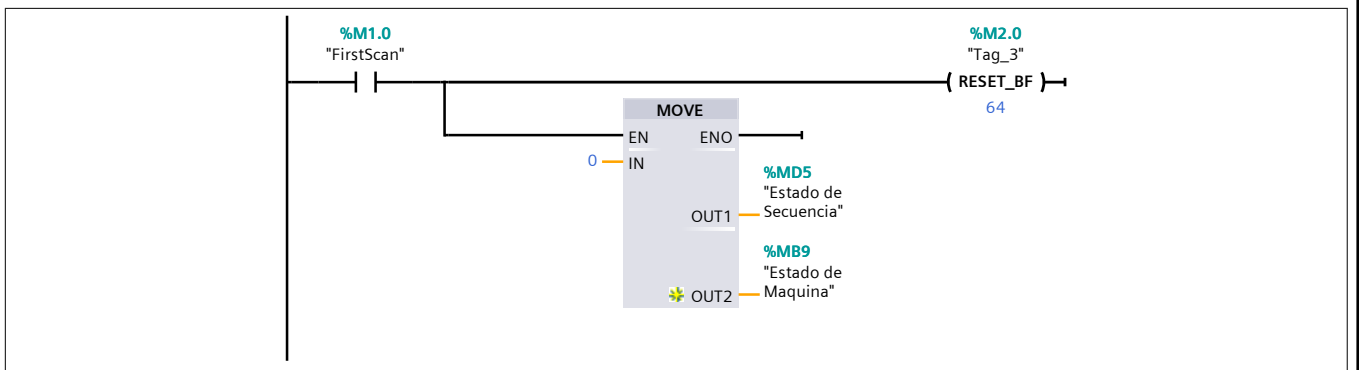 %M1.0
"FirstScan"
%M2.0
"Tag_3"
RESET_BF
64
MOVE
EN ENO
0 IN
%MD5
"Estado de
Secuencia"
OUT1
%MB9
"Estado de
Maquina"
OUT2